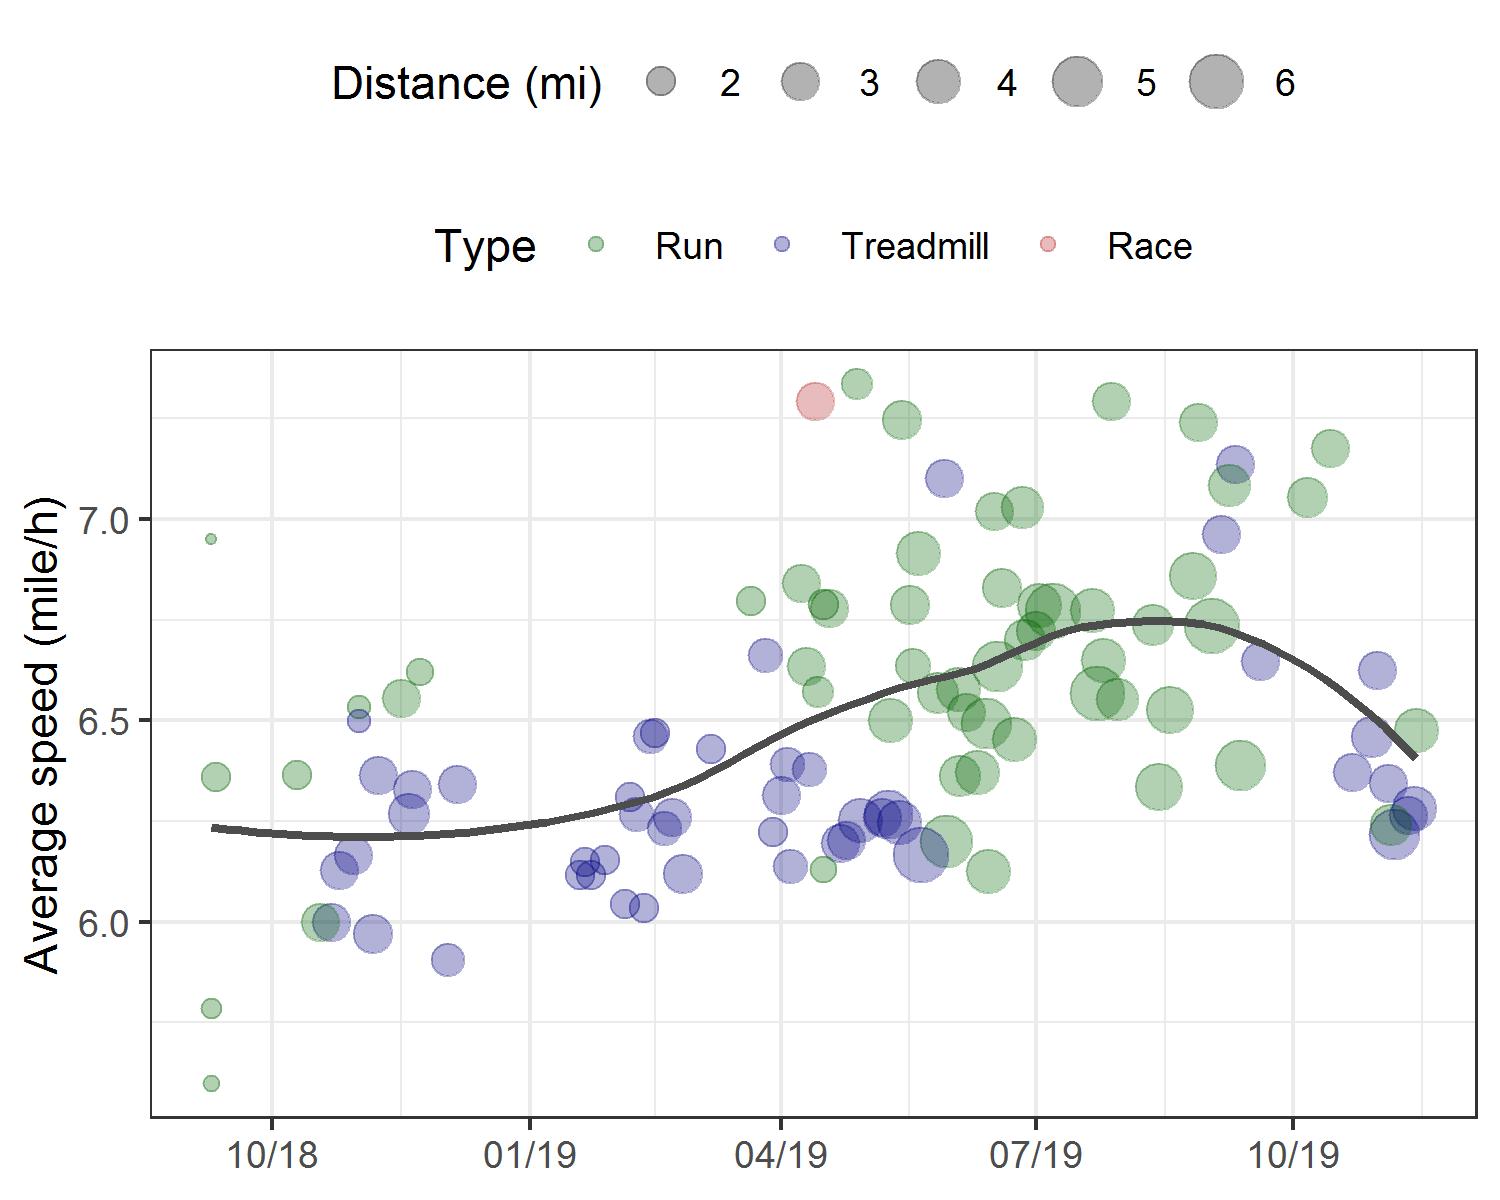 Distance (mi) 2 3 4 5 6
Type Run Treadmill Race
Average speed (mile/h)
7.0
6.5
6.0
10/18 01/19 04/19 07/19 10/19